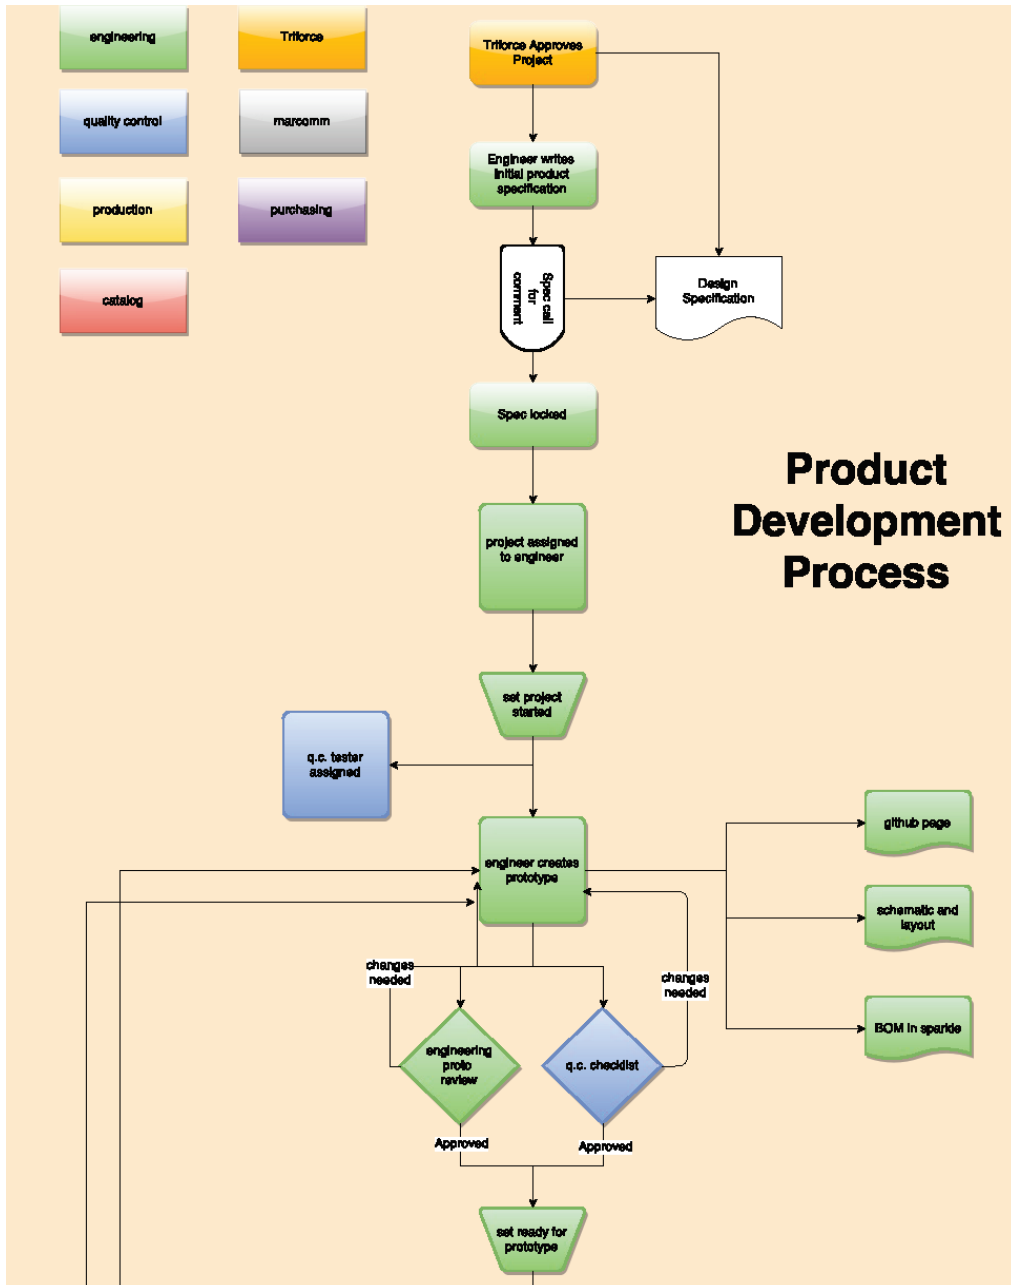 engineering
Triforce
quality control
marcomm
production
purchasing
catalog
Triforce Approves
Project
Engineer writes
initial product
specification
Spec call
for
comment
Design
Specification
Spec locked
Product
Development
Process
project assigned
to engineer
set project
started
q.c. tester
assigned
engineer creates
prototype
github page
schematic and
layout
BOM in sparkle
changes
needed
changes
needed
engineering
proto
review
q.c. checklist
Approved
Approved
set ready for
prototype